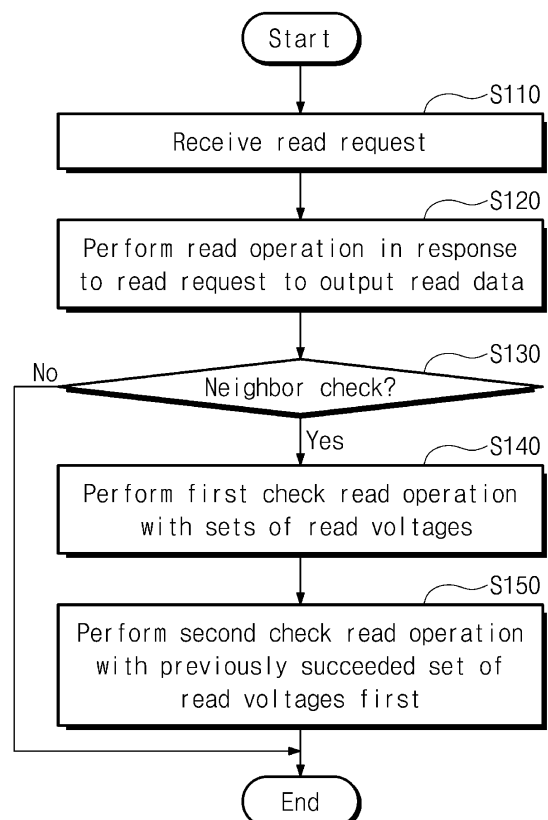 Start
S110
Receive read request
S120
Perform read operation in response
to read request to output read data
S130
No
Neighbor check?
Yes
S140
Perform first check read operation
with sets of read voltages
S150
Perform second check read operation
with previously succeeded set of
read voltages first
End